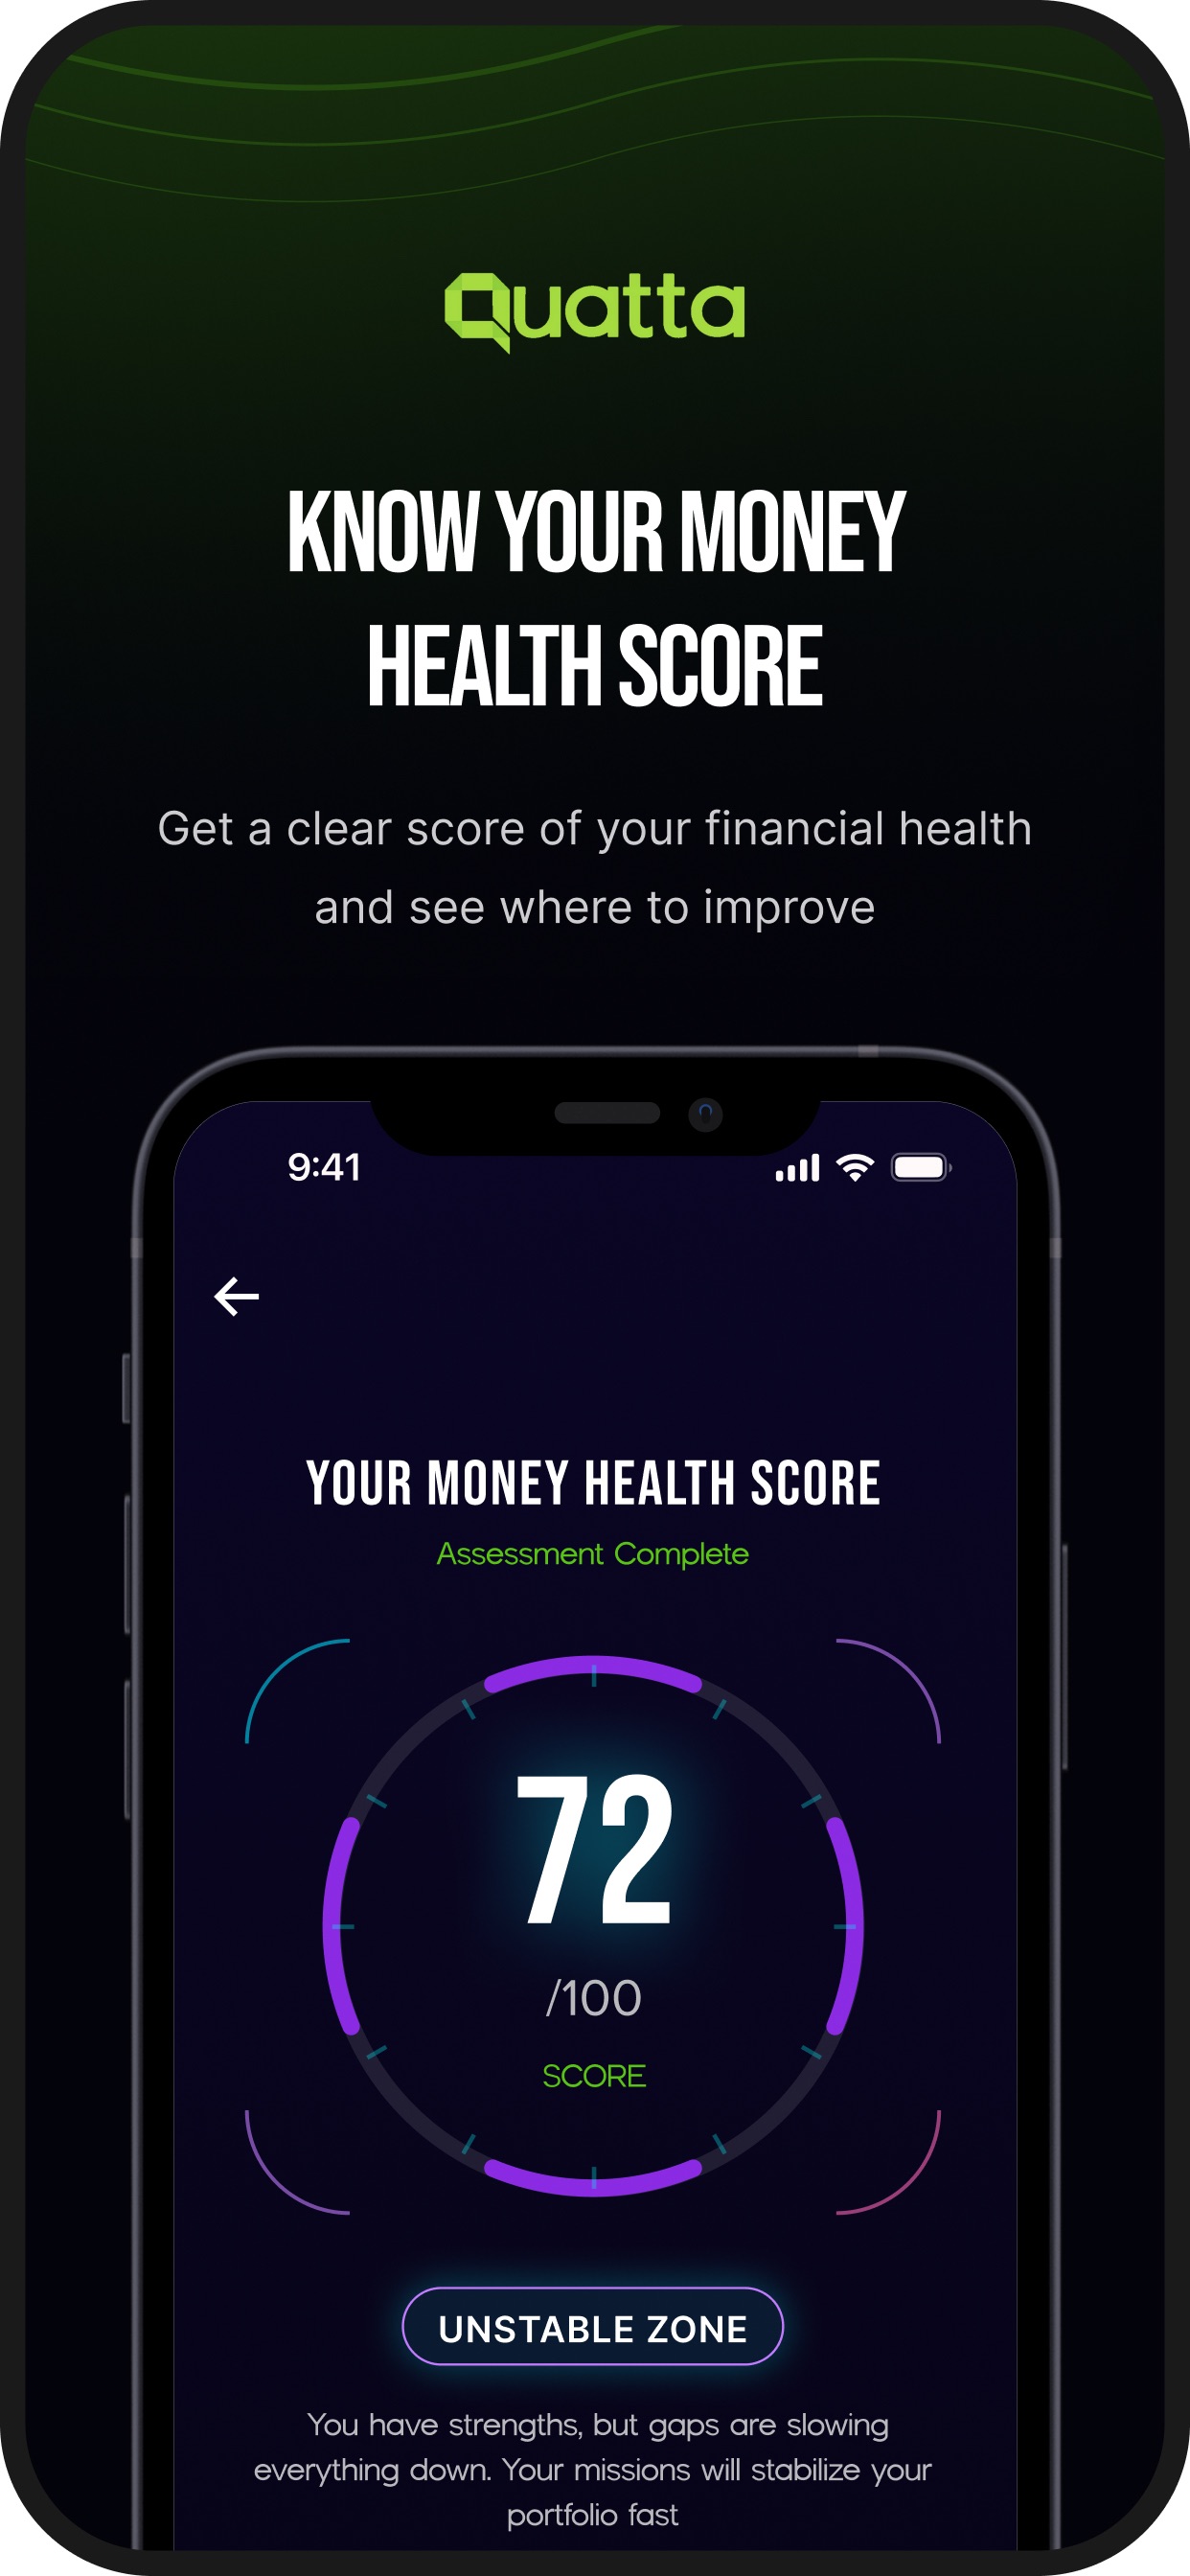 Quatta
KNOW YOUR MONEY
HEALTH SCORE
Get a clear score of your financial health
and see where to improve
9:41
YOUR MONEY HEALTH SCORE
Assessment Complete
72
/100
SCORE
UNSTABLE ZONE
You have strengths, but gaps are slowing
everything down. Your missions will stabilize your
portfolio fast